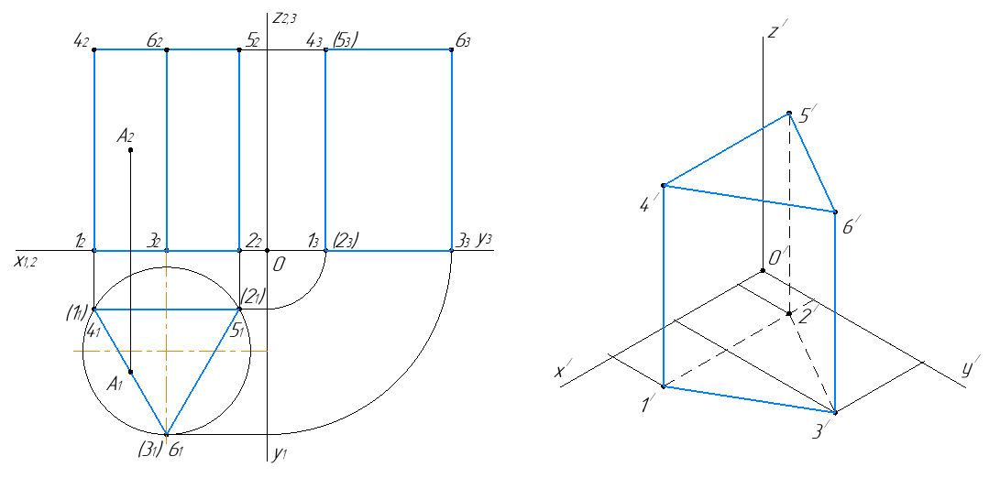 z2,3
z′
42 62 52 43 (53) 63
5′
A2
4′
6′
12 32 22 13 (23) 33 y3
x1,2 O
O′
(11) (21)
41 51
2′
x′ y′
A1
1′
3′
(31) 61 y1